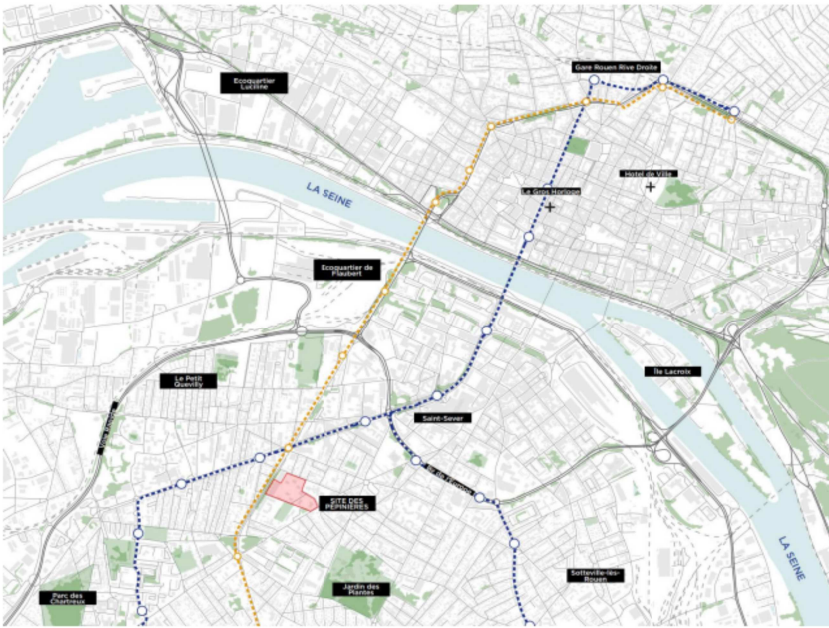 Gare Rouen Rive Droite
Ecoquartier
Luciline
Hotel de Ville
LA SEINE
Le Gros Horloge
Ecoquartier de
Flaubert
Île Lacroix
Le Petit
Quevilly
Saint-Sever
SITE DES
PÉPINIÈRES
LA SEINE
Sotteville-lès-
Rouen
Jardin des
Plantes
Parc des
Chartreux